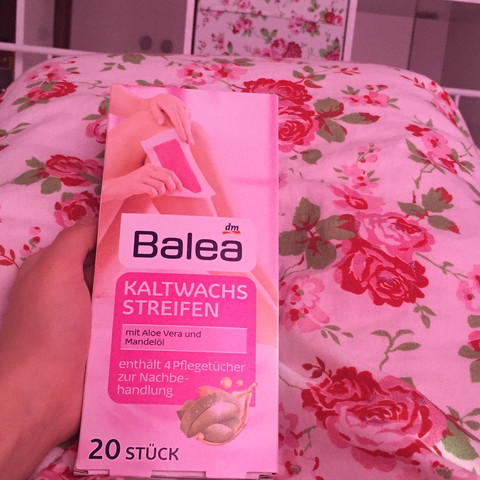 dm
Balea
KALTWACHS
STREIFEN
mit Aloe Vera und
Mandelöl
enthält 4 Pflegetücher
zur Nachbe-
handlung
20 STÜCK